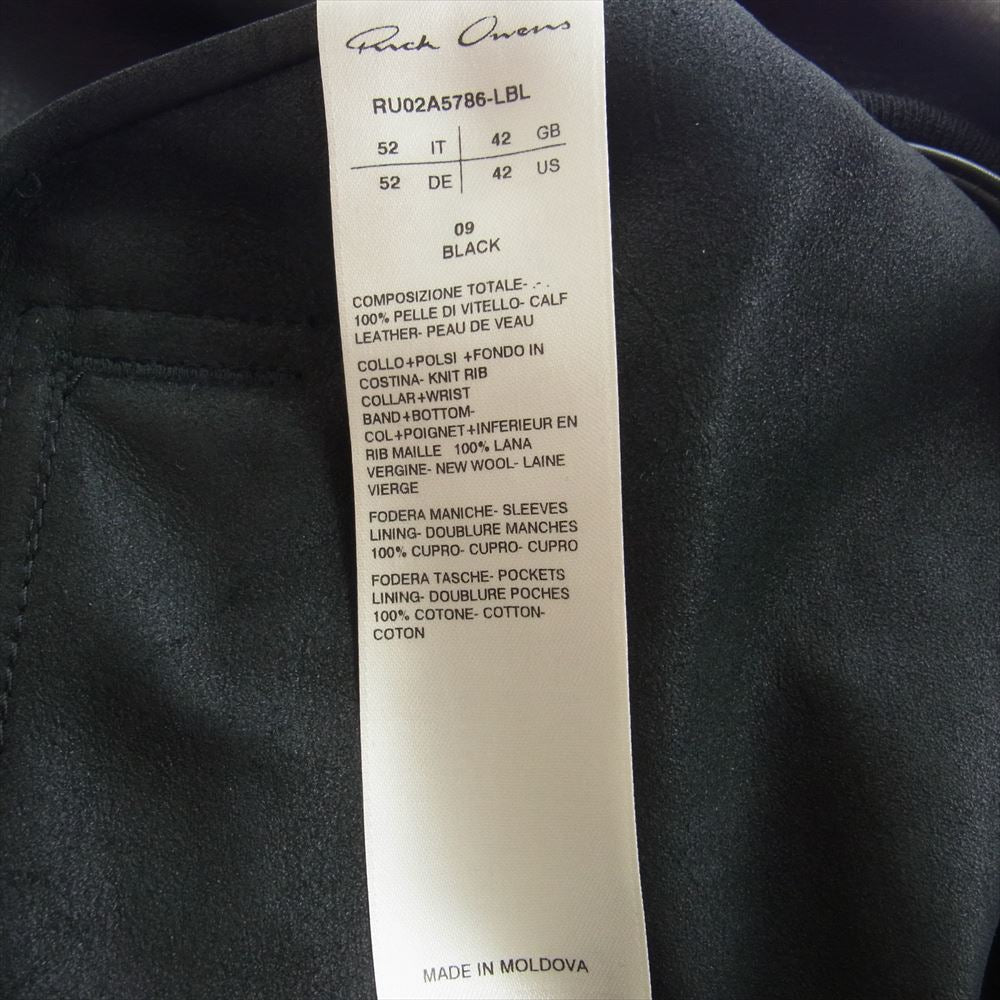 Rick Owens
RU02A5786-LBL
52 IT 42 GB
52 DE 42 US
09
BLACK
COMPOSIZIONE TOTALE- .-.
100% PELLE DI VITELLO- CALF
LEATHER- PEAU DE VEAU
COLLO+POLSI +FONDO IN
COSTINA- KNIT RIB
COLLAR+WRIST
BAND+BOTTOM-
COL+POIGNET+INFERIEUR EN
RIB MAILLE 100% LANA
VERGINE- NEW WOOL- LAINE
VIERGE
FODERA MANICHE- SLEEVES
LINING- DOUBLURE MANCHES
100% CUPRO- CUPRO- CUPRO
FODERA TASCHE- POCKETS
LINING- DOUBLURE POCHES
100% COTONE- COTTON-
COTON
MADE IN MOLDOVA